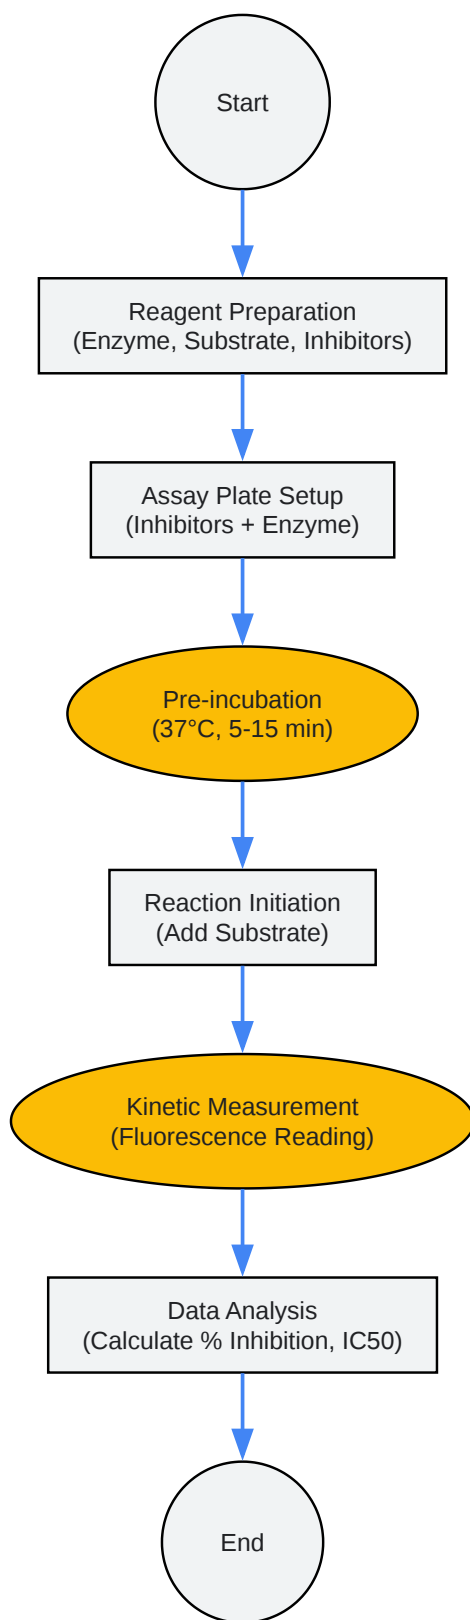 Start
Reagent Preparation
(Enzyme, Substrate, Inhibitors)
Assay Plate Setup
(Inhibitors + Enzyme)
Pre-incubation
(37°C, 5-15 min)
Reaction Initiation
(Add Substrate)
Kinetic Measurement
(Fluorescence Reading)
Data Analysis
(Calculate % Inhibition, IC50)
End